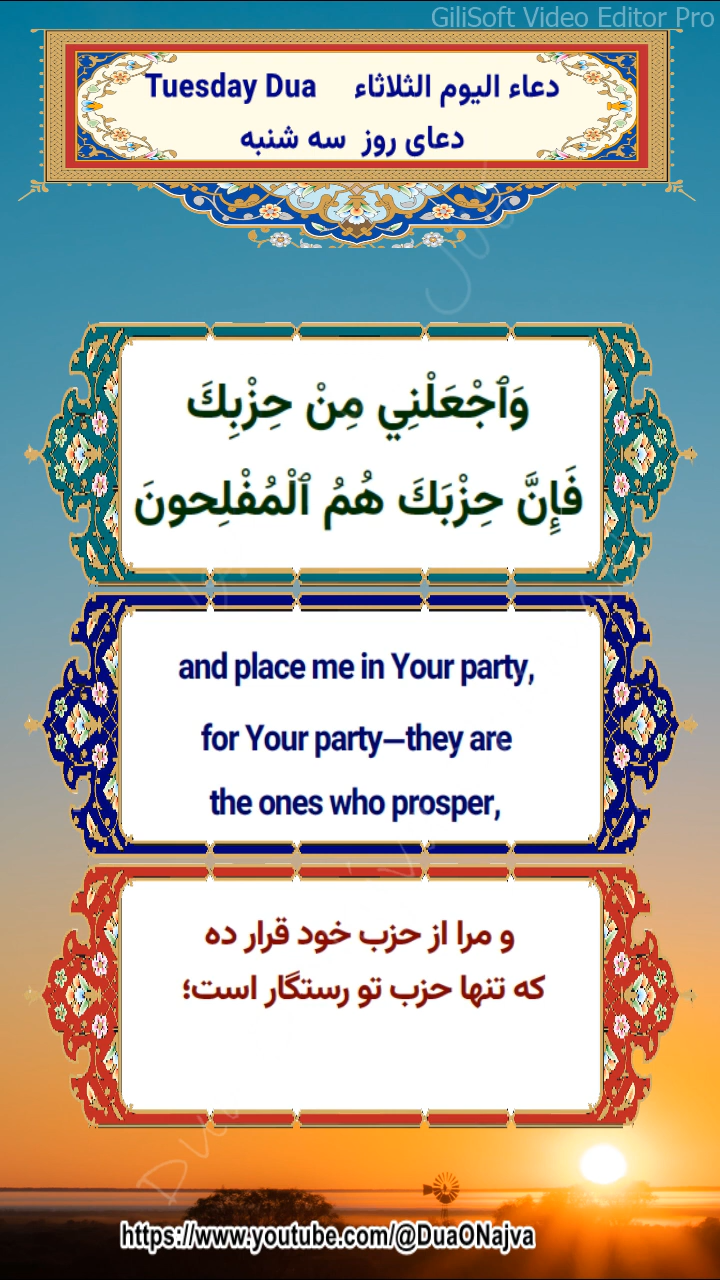 GiliSoft Video Editor Pro
Tuesday Dua دعاء اليوم الثلاثاء
دعای روز سه شنبه
وَٱجْعَلْنِي مِنْ حِزْبِكَ
فَإِنَّ حِزْبَكَ هُمُ ٱلْمُفْلِحونَ
and place me in Your party,
for Your party—they are
the ones who prosper,
و مرا از حزب خود قرار ده
که تنها حزب تو رستگار است؛
https://www.youtube.com/@DuaONajva